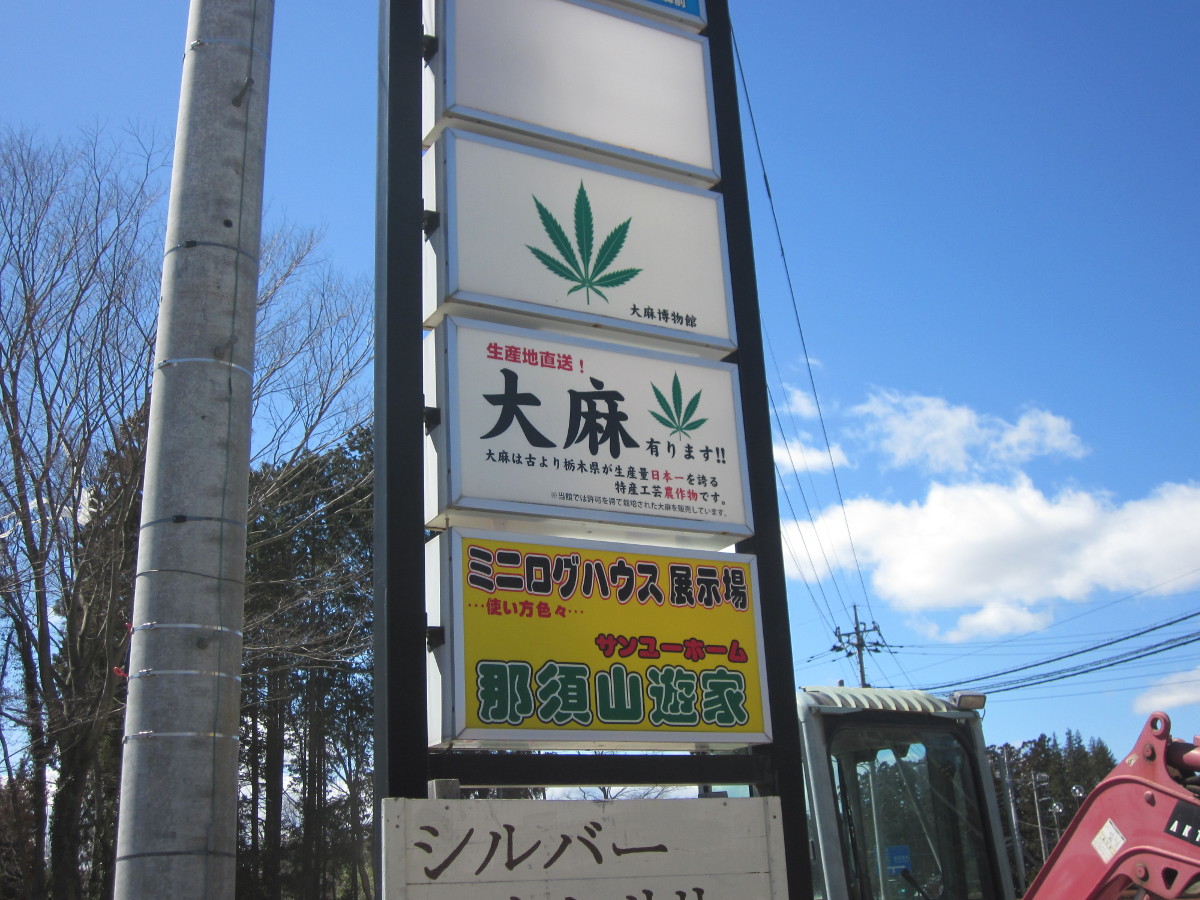 大麻博物館
生産地直送！
大麻有ります!!
大麻は古より栃木県が生産量日本一を誇る
特産工芸農作物です。
※当館では許可を得て栽培された大麻を販売しています。
ミニログハウス展示場
…使い方色々…
サンユーホーム
那須山遊家
シルバー